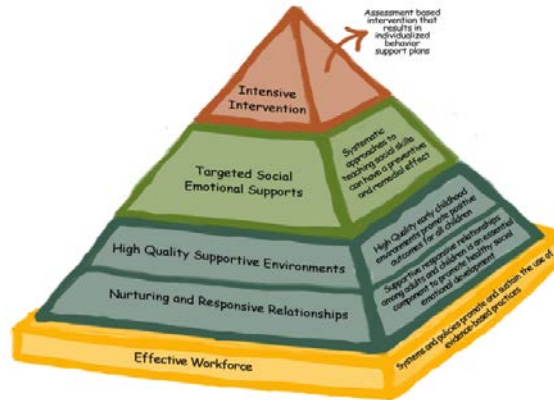 Assessment based
intervention that
results in
individualized
behavior
support plans
Intensive
Intervention
Systematic
approaches to
teaching social skills
can have a preventive
and remedial effect
Targeted Social
Emotional Supports
High Quality early childhood
environments promote positive
outcomes for all children
High Quality Supportive Environments
Supportive responsive relationships
among adults and children is an essential
component to promote healthy social
emotional development
Nurturing and Responsive Relationships
Systems and policies promote and sustain the use of
evidence-based practices
Effective Workforce